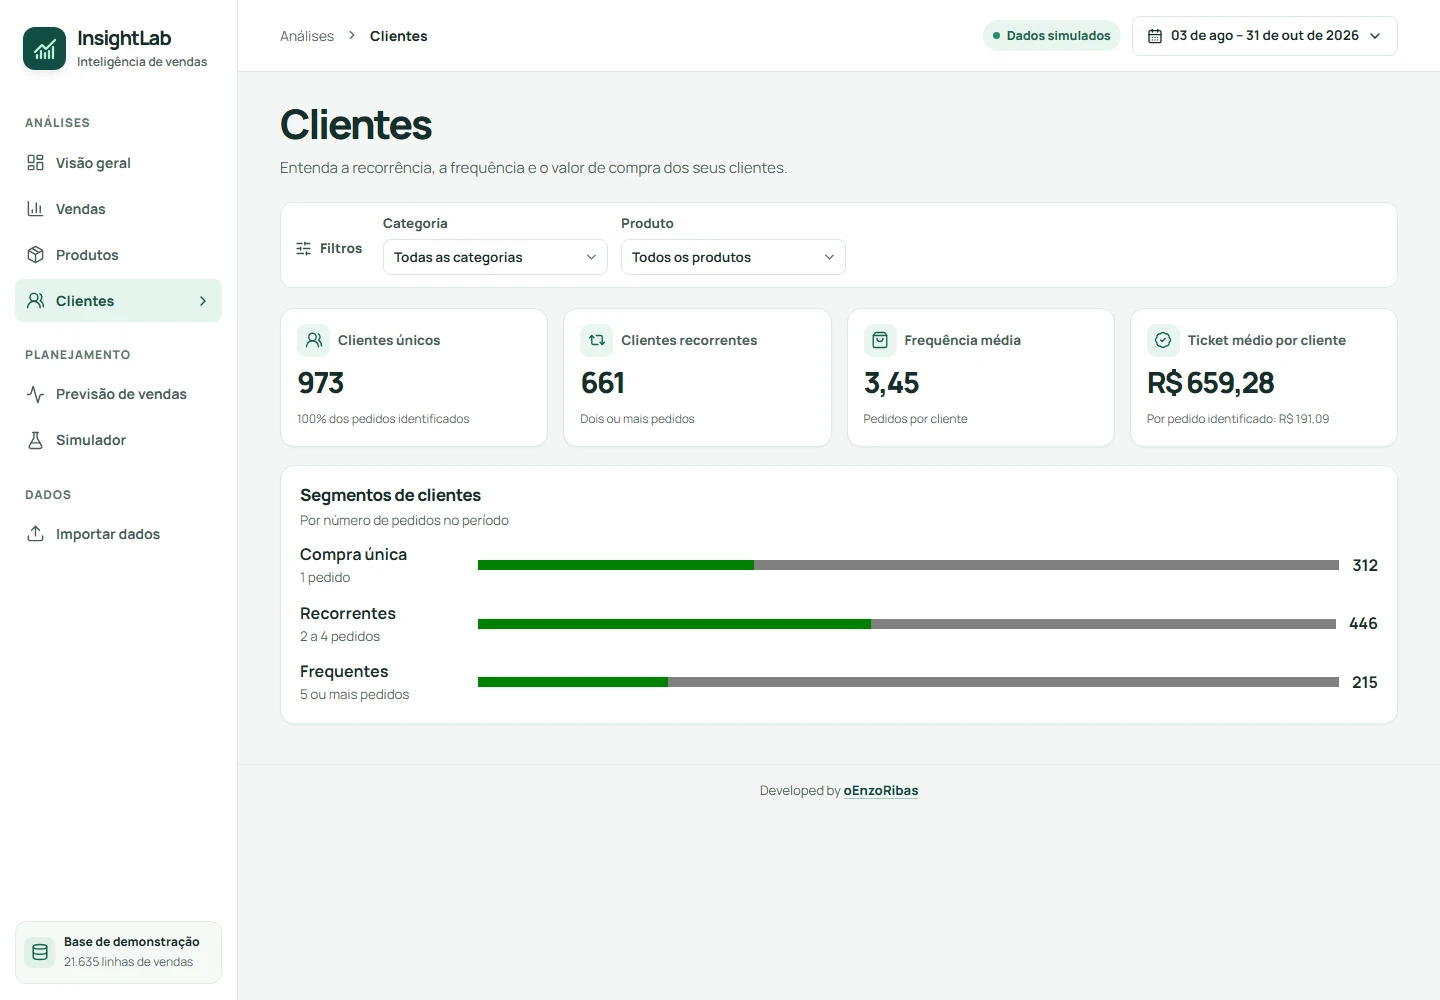 InsightLab
Inteligência de vendas
ANÁLISES
Visão geral
Vendas
Produtos
Clientes
PLANEJAMENTO
Previsão de vendas
Simulador
DADOS
Importar dados
Base de demonstração
21.635 linhas de vendas
Análises > Clientes
Dados simulados
03 de ago – 31 de out de 2026
Clientes
Entenda a recorrência, a frequência e o valor de compra dos seus clientes.
Filtros
Categoria
Todas as categorias
Produto
Todos os produtos
Clientes únicos
973
100% dos pedidos identificados
Clientes recorrentes
661
Dois ou mais pedidos
Frequência média
3,45
Pedidos por cliente
Ticket médio por cliente
R$ 659,28
Por pedido identificado: R$ 191,09
Segmentos de clientes
Por número de pedidos no período
Compra única
1 pedido
312
Recorrentes
2 a 4 pedidos
446
Frequentes
5 ou mais pedidos
215
Developed by oEnzoRibas